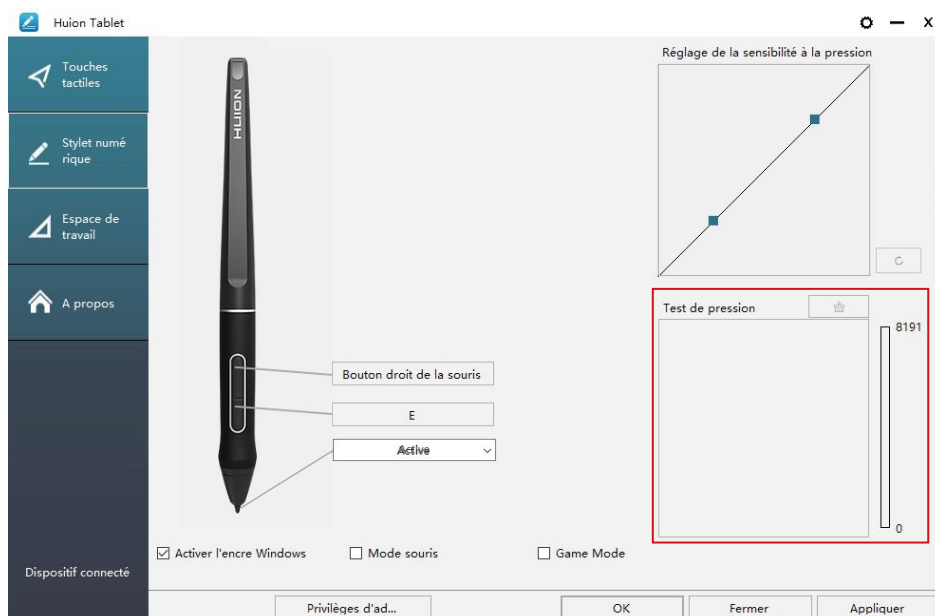 Huion Tablet
Touches
tactiles
Stylet numé
rique
Espace de
travail
A propos
Dispositif connecté
HUION
Bouton droit de la souris
E
Active
Activer l'encre Windows
Mode souris
Game Mode
Réglage de la sensibilité à la pression
Test de pression
8191
0
Privilèges d'ad...
OK
Fermer
Appliquer